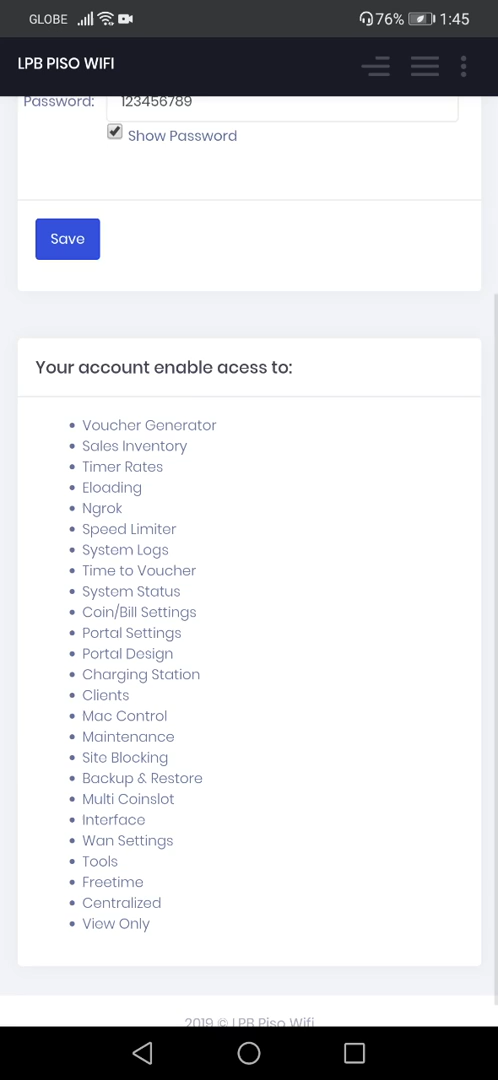 GLOBE 76% 1:45
LPB PISO WIFI
Password: 123456789
Show Password
Save
Your account enable acess to:
Voucher Generator
Sales Inventory
Timer Rates
Eloading
Ngrok
Speed Limiter
System Logs
Time to Voucher
System Status
Coin/Bill Settings
Portal Settings
Portal Design
Charging Station
Clients
Mac Control
Maintenance
Site Blocking
Backup & Restore
Multi Coinslot
Interface
Wan Settings
Tools
Freetime
Centralized
View Only
2019 © LPB Piso Wifi